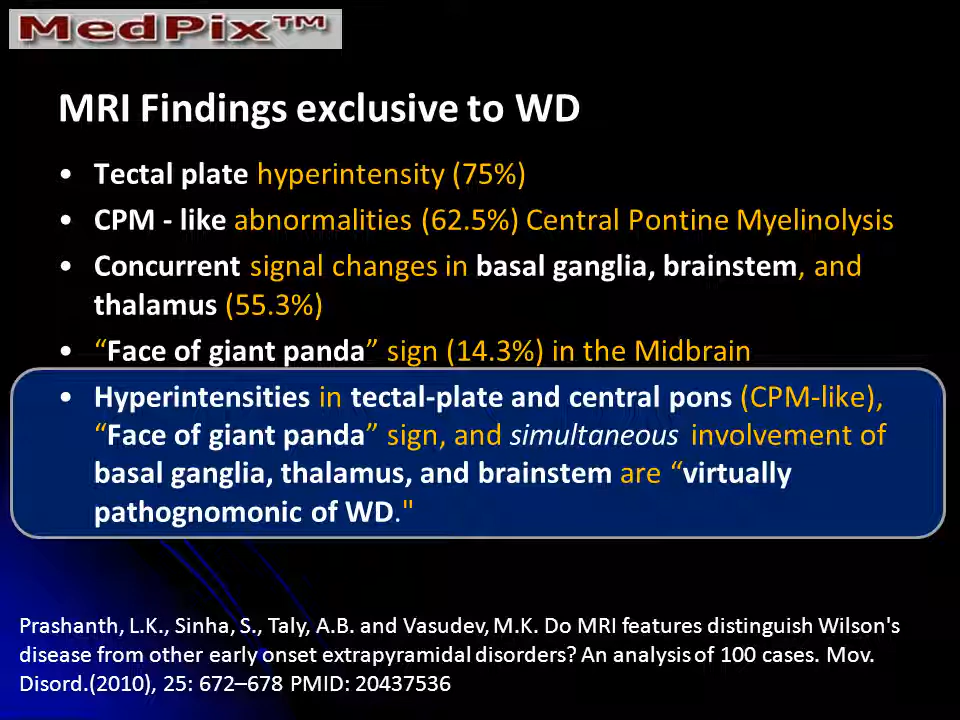 MedPix™
MRI Findings exclusive to WD
• Tectal plate hyperintensity (75%)
• CPM - like abnormalities (62.5%) Central Pontine Myelinolysis
• Concurrent signal changes in basal ganglia, brainstem, and
thalamus (55.3%)
• “Face of giant panda” sign (14.3%) in the Midbrain
• Hyperintensities in tectal-plate and central pons (CPM-like),
“Face of giant panda” sign, and simultaneous involvement of
basal ganglia, thalamus, and brainstem are “virtually
pathognomonic of WD."
Prashanth, L.K., Sinha, S., Taly, A.B. and Vasudev, M.K. Do MRI features distinguish Wilson's
disease from other early onset extrapyramidal disorders? An analysis of 100 cases. Mov.
Disord.(2010), 25: 672–678 PMID: 20437536